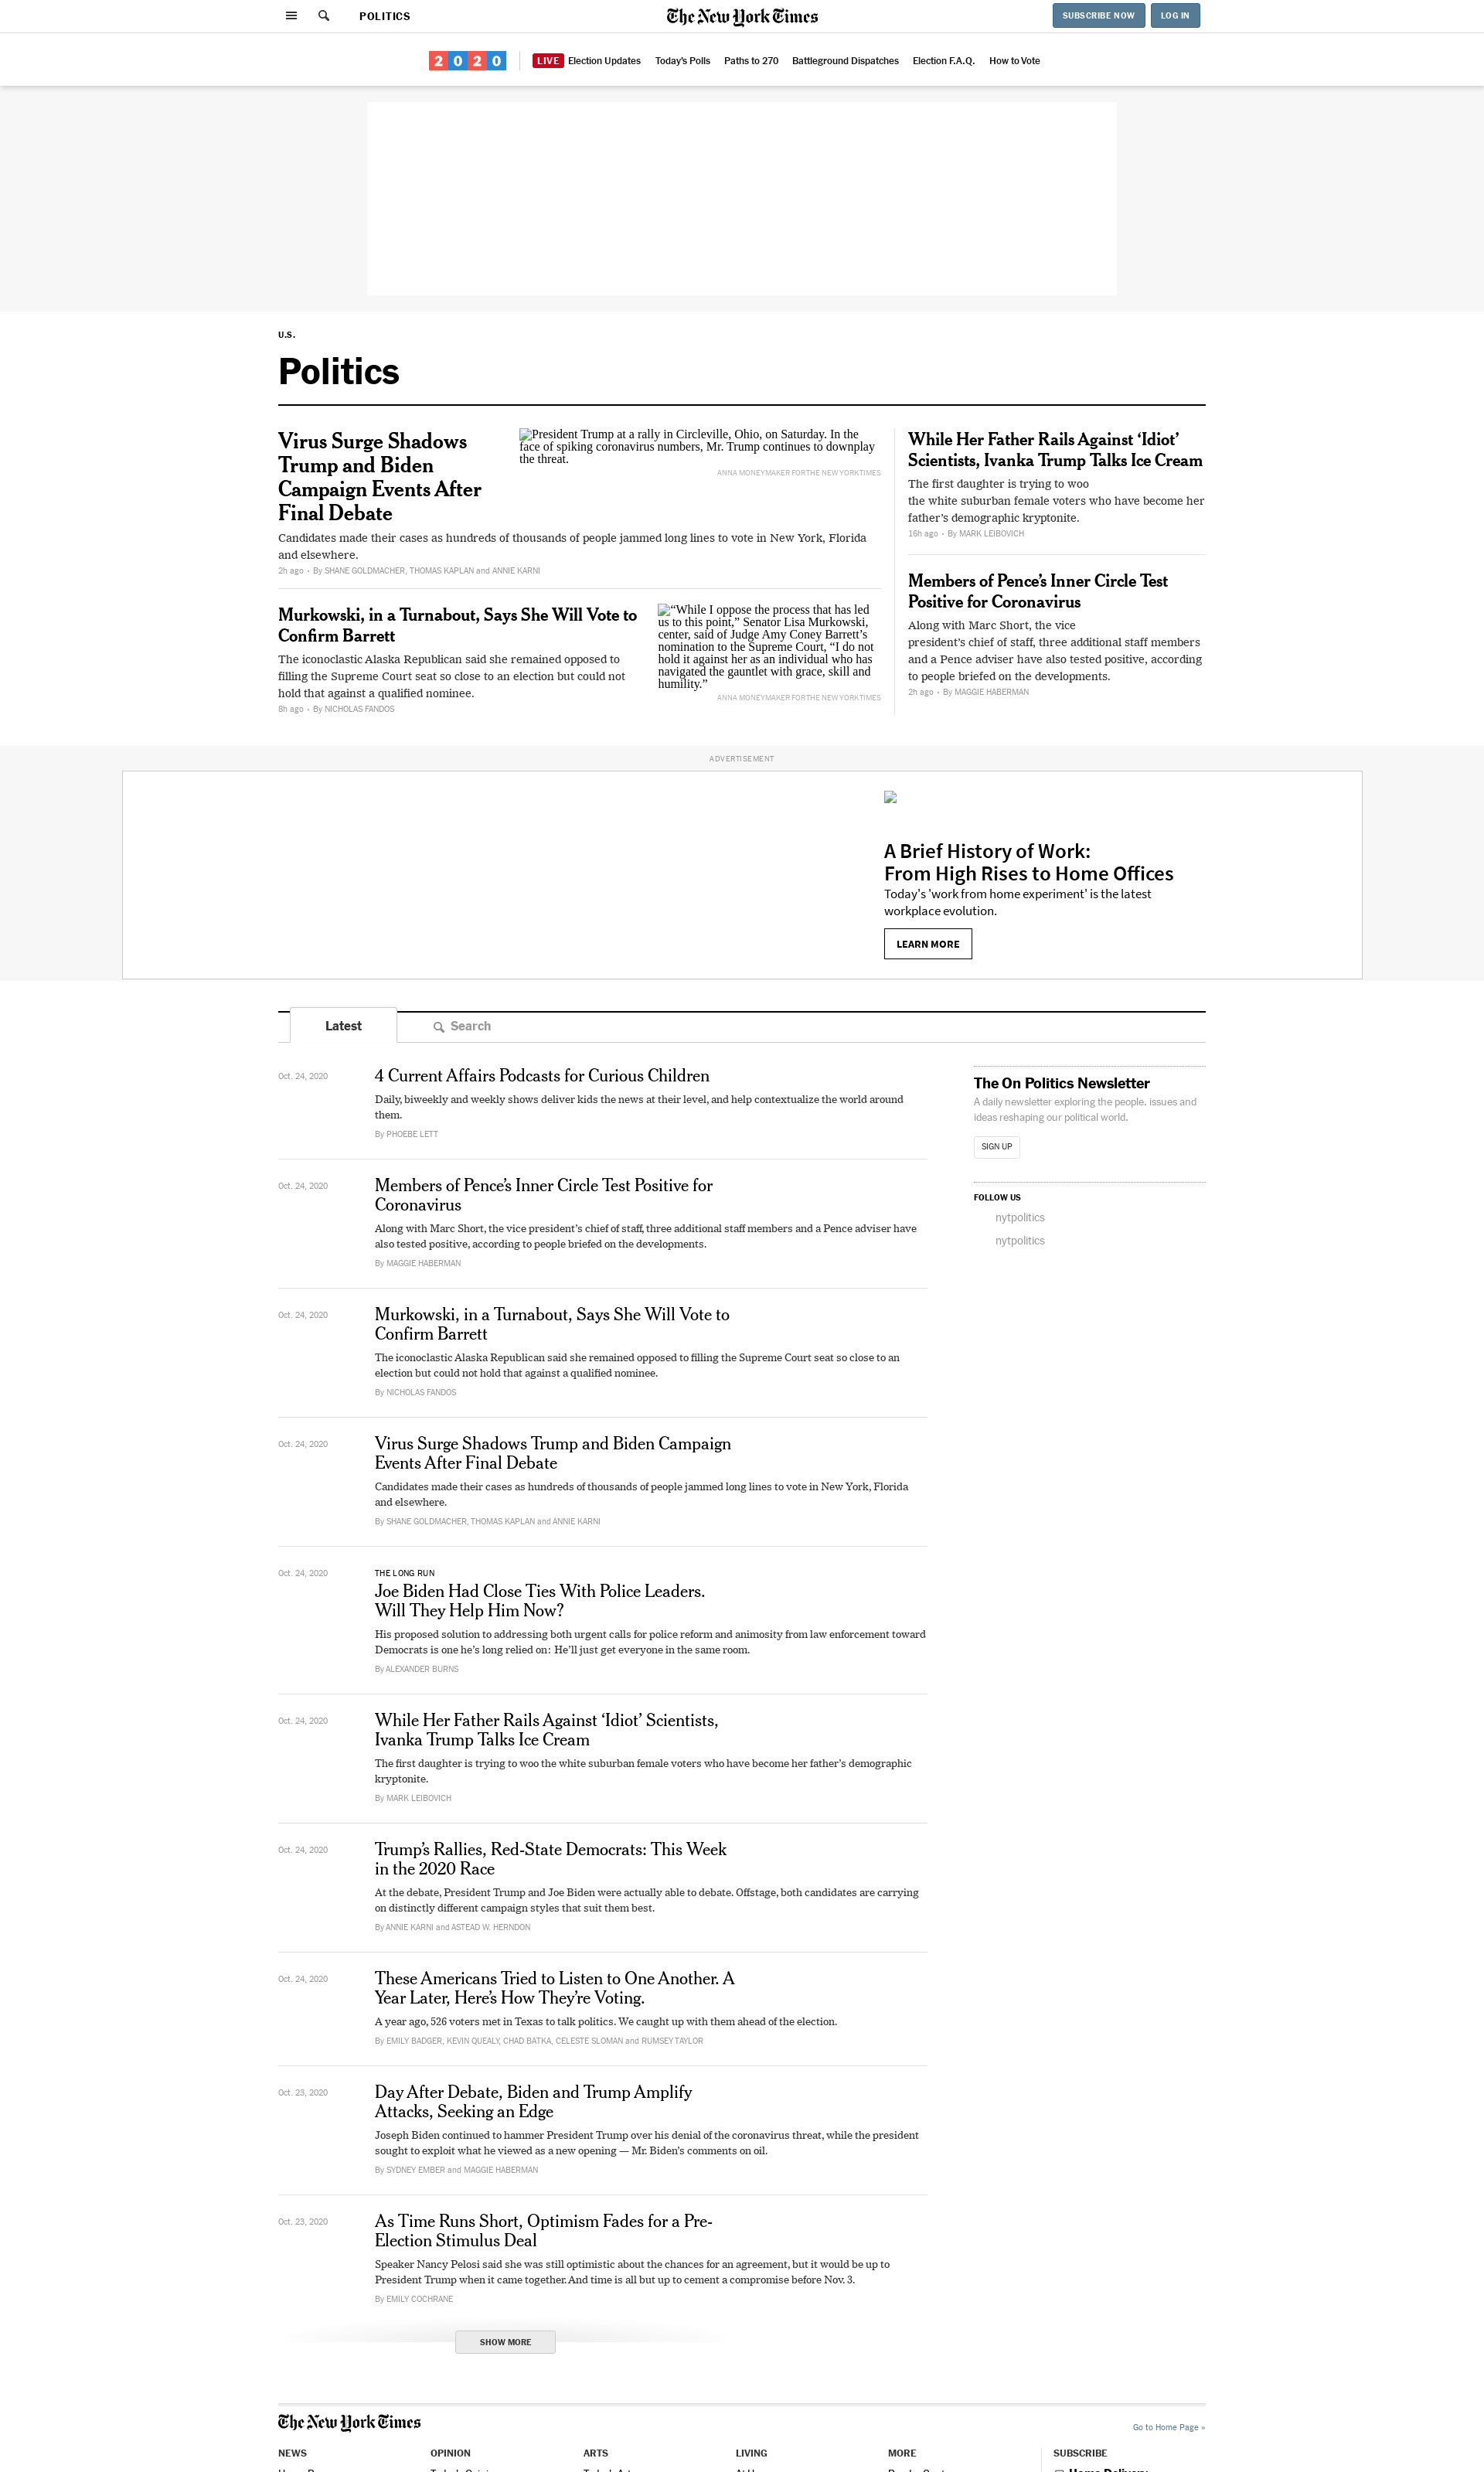 POLITICS
The New York Times
SUBSCRIBE NOW
LOG IN
2020
LIVE Election Updates
Today's Polls
Paths to 270
Battleground Dispatches
Election F.A.Q.
How to Vote
U.S.
Politics
Virus Surge Shadows
Trump and Biden
Campaign Events After
Final Debate
President Trump at a rally in Circleville, Ohio, on Saturday. In the
face of spiking coronavirus numbers, Mr. Trump continues to downplay
the threat.
ANNA MONEYMAKER FOR THE NEW YORK TIMES
Candidates made their cases as hundreds of thousands of people jammed long lines to vote in New York, Florida
and elsewhere.
2h ago • By SHANE GOLDMACHER, THOMAS KAPLAN and ANNIE KARNI
Murkowski, in a Turnabout, Says She Will Vote to
Confirm Barrett
The iconoclastic Alaska Republican said she remained opposed to
filling the Supreme Court seat so close to an election but could not
hold that against a qualified nominee.
8h ago • By NICHOLAS FANDOS
“While I oppose the process that has led
us to this point,” Senator Lisa Murkowski,
center, said of Judge Amy Coney Barrett’s
nomination to the Supreme Court, “I do not
hold it against her as an individual who has
navigated the gauntlet with grace, skill and
humility.”
ANNA MONEYMAKER FOR THE NEW YORK TIMES
While Her Father Rails Against ‘Idiot’
Scientists, Ivanka Trump Talks Ice Cream
The first daughter is trying to woo
the white suburban female voters who have become her
father’s demographic kryptonite.
16h ago • By MARK LEIBOVICH
Members of Pence’s Inner Circle Test
Positive for Coronavirus
Along with Marc Short, the vice
president’s chief of staff, three additional staff members
and a Pence adviser have also tested positive, according
to people briefed on the developments.
2h ago • By MAGGIE HABERMAN
ADVERTISEMENT
A Brief History of Work:
From High Rises to Home Offices
Today's 'work from home experiment' is the latest
workplace evolution.
LEARN MORE
Latest
Search
Oct. 24, 2020
4 Current Affairs Podcasts for Curious Children
Daily, biweekly and weekly shows deliver kids the news at their level, and help contextualize the world around
them.
By PHOEBE LETT
Oct. 24, 2020
Members of Pence’s Inner Circle Test Positive for
Coronavirus
Along with Marc Short, the vice president’s chief of staff, three additional staff members and a Pence adviser have
also tested positive, according to people briefed on the developments.
By MAGGIE HABERMAN
Oct. 24, 2020
Murkowski, in a Turnabout, Says She Will Vote to
Confirm Barrett
The iconoclastic Alaska Republican said she remained opposed to filling the Supreme Court seat so close to an
election but could not hold that against a qualified nominee.
By NICHOLAS FANDOS
Oct. 24, 2020
Virus Surge Shadows Trump and Biden Campaign
Events After Final Debate
Candidates made their cases as hundreds of thousands of people jammed long lines to vote in New York, Florida
and elsewhere.
By SHANE GOLDMACHER, THOMAS KAPLAN and ANNIE KARNI
Oct. 24, 2020
THE LONG RUN
Joe Biden Had Close Ties With Police Leaders.
Will They Help Him Now?
His proposed solution to addressing both urgent calls for police reform and animosity from law enforcement toward
Democrats is one he’s long relied on: He’ll just get everyone in the same room.
By ALEXANDER BURNS
Oct. 24, 2020
While Her Father Rails Against ‘Idiot’ Scientists,
Ivanka Trump Talks Ice Cream
The first daughter is trying to woo the white suburban female voters who have become her father’s demographic
kryptonite.
By MARK LEIBOVICH
Oct. 24, 2020
Trump’s Rallies, Red-State Democrats: This Week
in the 2020 Race
At the debate, President Trump and Joe Biden were actually able to debate. Offstage, both candidates are carrying
on distinctly different campaign styles that suit them best.
By ANNIE KARNI and ASTEAD W. HERNDON
Oct. 24, 2020
These Americans Tried to Listen to One Another. A
Year Later, Here’s How They’re Voting.
A year ago, 526 voters met in Texas to talk politics. We caught up with them ahead of the election.
By EMILY BADGER, KEVIN QUEALY, CHAD BATKA, CELESTE SLOMAN and RUMSEY TAYLOR
Oct. 23, 2020
Day After Debate, Biden and Trump Amplify
Attacks, Seeking an Edge
Joseph Biden continued to hammer President Trump over his denial of the coronavirus threat, while the president
sought to exploit what he viewed as a new opening — Mr. Biden’s comments on oil.
By SYDNEY EMBER and MAGGIE HABERMAN
Oct. 23, 2020
As Time Runs Short, Optimism Fades for a Pre-
Election Stimulus Deal
Speaker Nancy Pelosi said she was still optimistic about the chances for an agreement, but it would be up to
President Trump when it came together. And time is all but up to cement a compromise before Nov. 3.
By EMILY COCHRANE
SHOW MORE
The On Politics Newsletter
A daily newsletter exploring the people, issues and
ideas reshaping our political world.
SIGN UP
FOLLOW US
nytpolitics
nytpolitics
The New York Times
Go to Home Page »
NEWS
OPINION
ARTS
LIVING
MORE
SUBSCRIBE